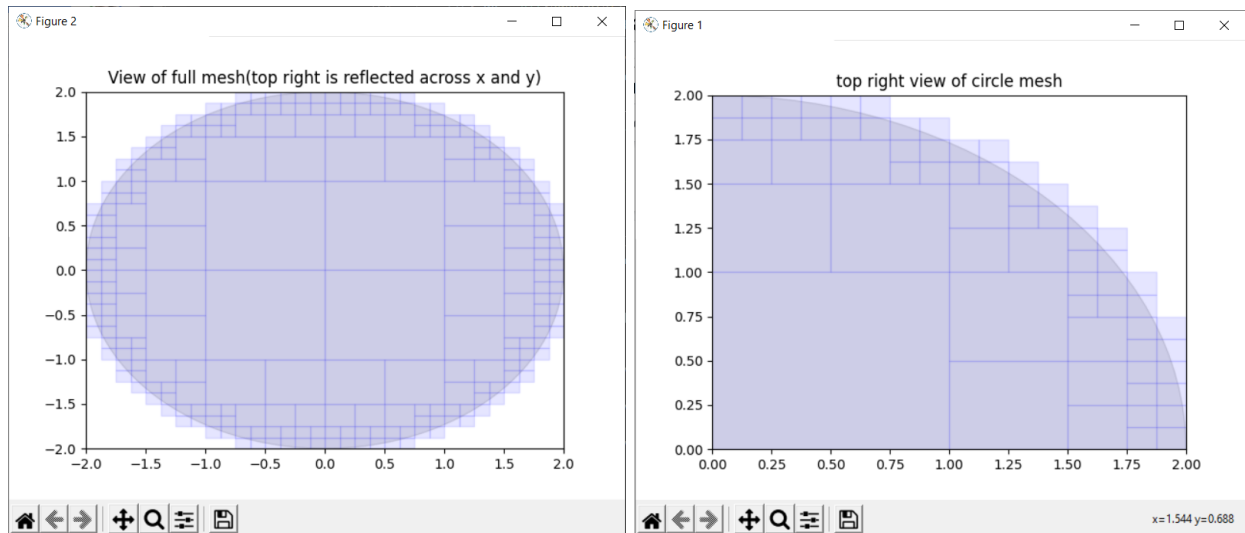 Figure 2
View of full mesh(top right is reflected across x and y)
2.0
1.5
1.0
0.5
0.0
−0.5
−1.0
−1.5
−2.0
−2.0 −1.5 −1.0 −0.5 0.0 0.5 1.0 1.5 2.0
Figure 1
top right view of circle mesh
2.00
1.75
1.50
1.25
1.00
0.75
0.50
0.25
0.00
0.00 0.25 0.50 0.75 1.00 1.25 1.50 1.75 2.00
x=1.544 y=0.688